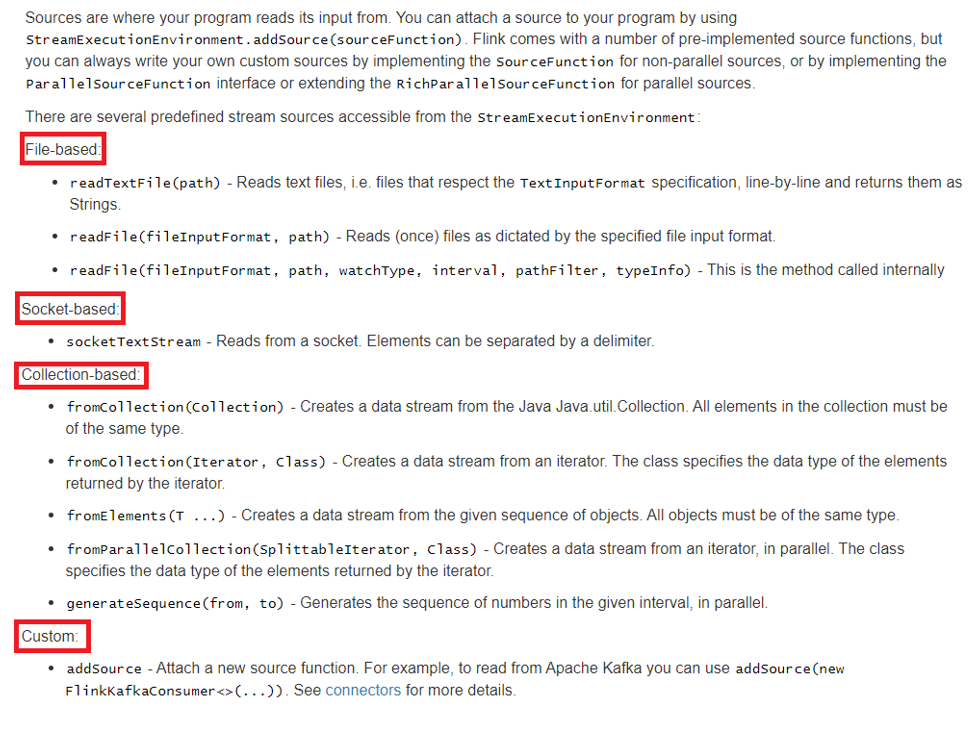 Sources are where your program reads its input from. You can attach a source to your program by using
StreamExecutionEnvironment.addSource(sourceFunction). Flink comes with a number of pre-implemented source functions, but
you can always write your own custom sources by implementing the SourceFunction for non-parallel sources, or by implementing the
ParallelSourceFunction interface or extending the RichParallelSourceFunction for parallel sources.
There are several predefined stream sources accessible from the StreamExecutionEnvironment:
File-based:
• readTextFile(path) - Reads text files, i.e. files that respect the TextInputFormat specification, line-by-line and returns them as
Strings.
• readFile(fileInputFormat, path) - Reads (once) files as dictated by the specified file input format.
• readFile(fileInputFormat, path, watchType, interval, pathFilter, typeInfo) - This is the method called internally
Socket-based:
• socketTextStream - Reads from a socket. Elements can be separated by a delimiter.
Collection-based:
• fromCollection(Collection) - Creates a data stream from the Java Java.util.Collection. All elements in the collection must be
of the same type.
• fromCollection(Iterator, Class) - Creates a data stream from an iterator. The class specifies the data type of the elements
returned by the iterator.
• fromElements(T ...) - Creates a data stream from the given sequence of objects. All objects must be of the same type.
• fromParallelCollection(SplittableIterator, Class) - Creates a data stream from an iterator, in parallel. The class
specifies the data type of the elements returned by the iterator.
• generateSequence(from, to) - Generates the sequence of numbers in the given interval, in parallel.
Custom:
• addSource - Attach a new source function. For example, to read from Apache Kafka you can use addSource(new
FlinkKafkaConsumer<>(...)). See connectors for more details.